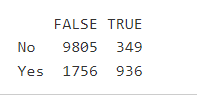 FALSE TRUE
No 9805 349
Yes 1756 936